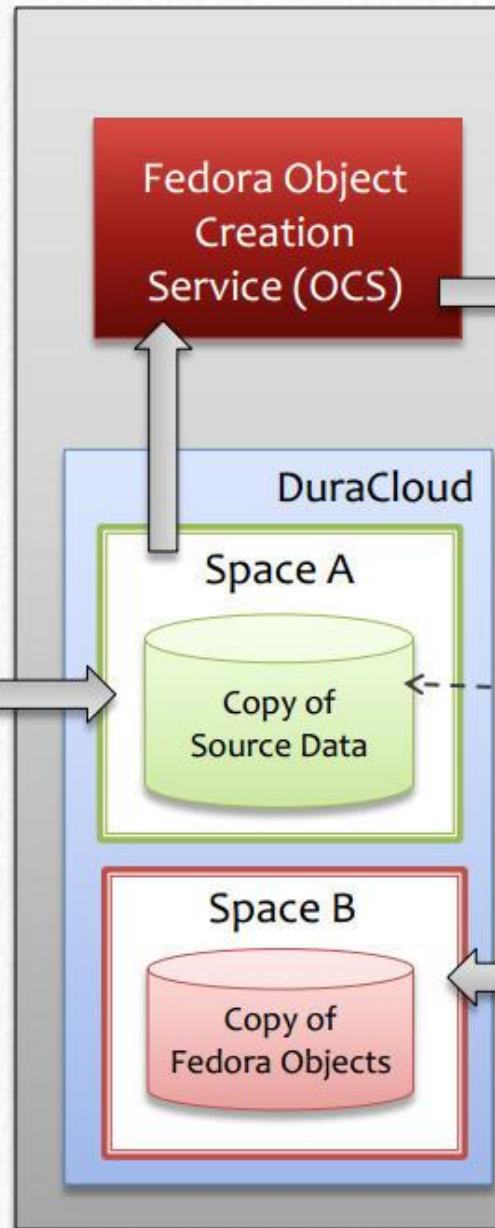 Fedora Object
Creation
Service (OCS)
DuraCloud
Space A
Copy of
Source Data
Space B
Copy of
Fedora Objects